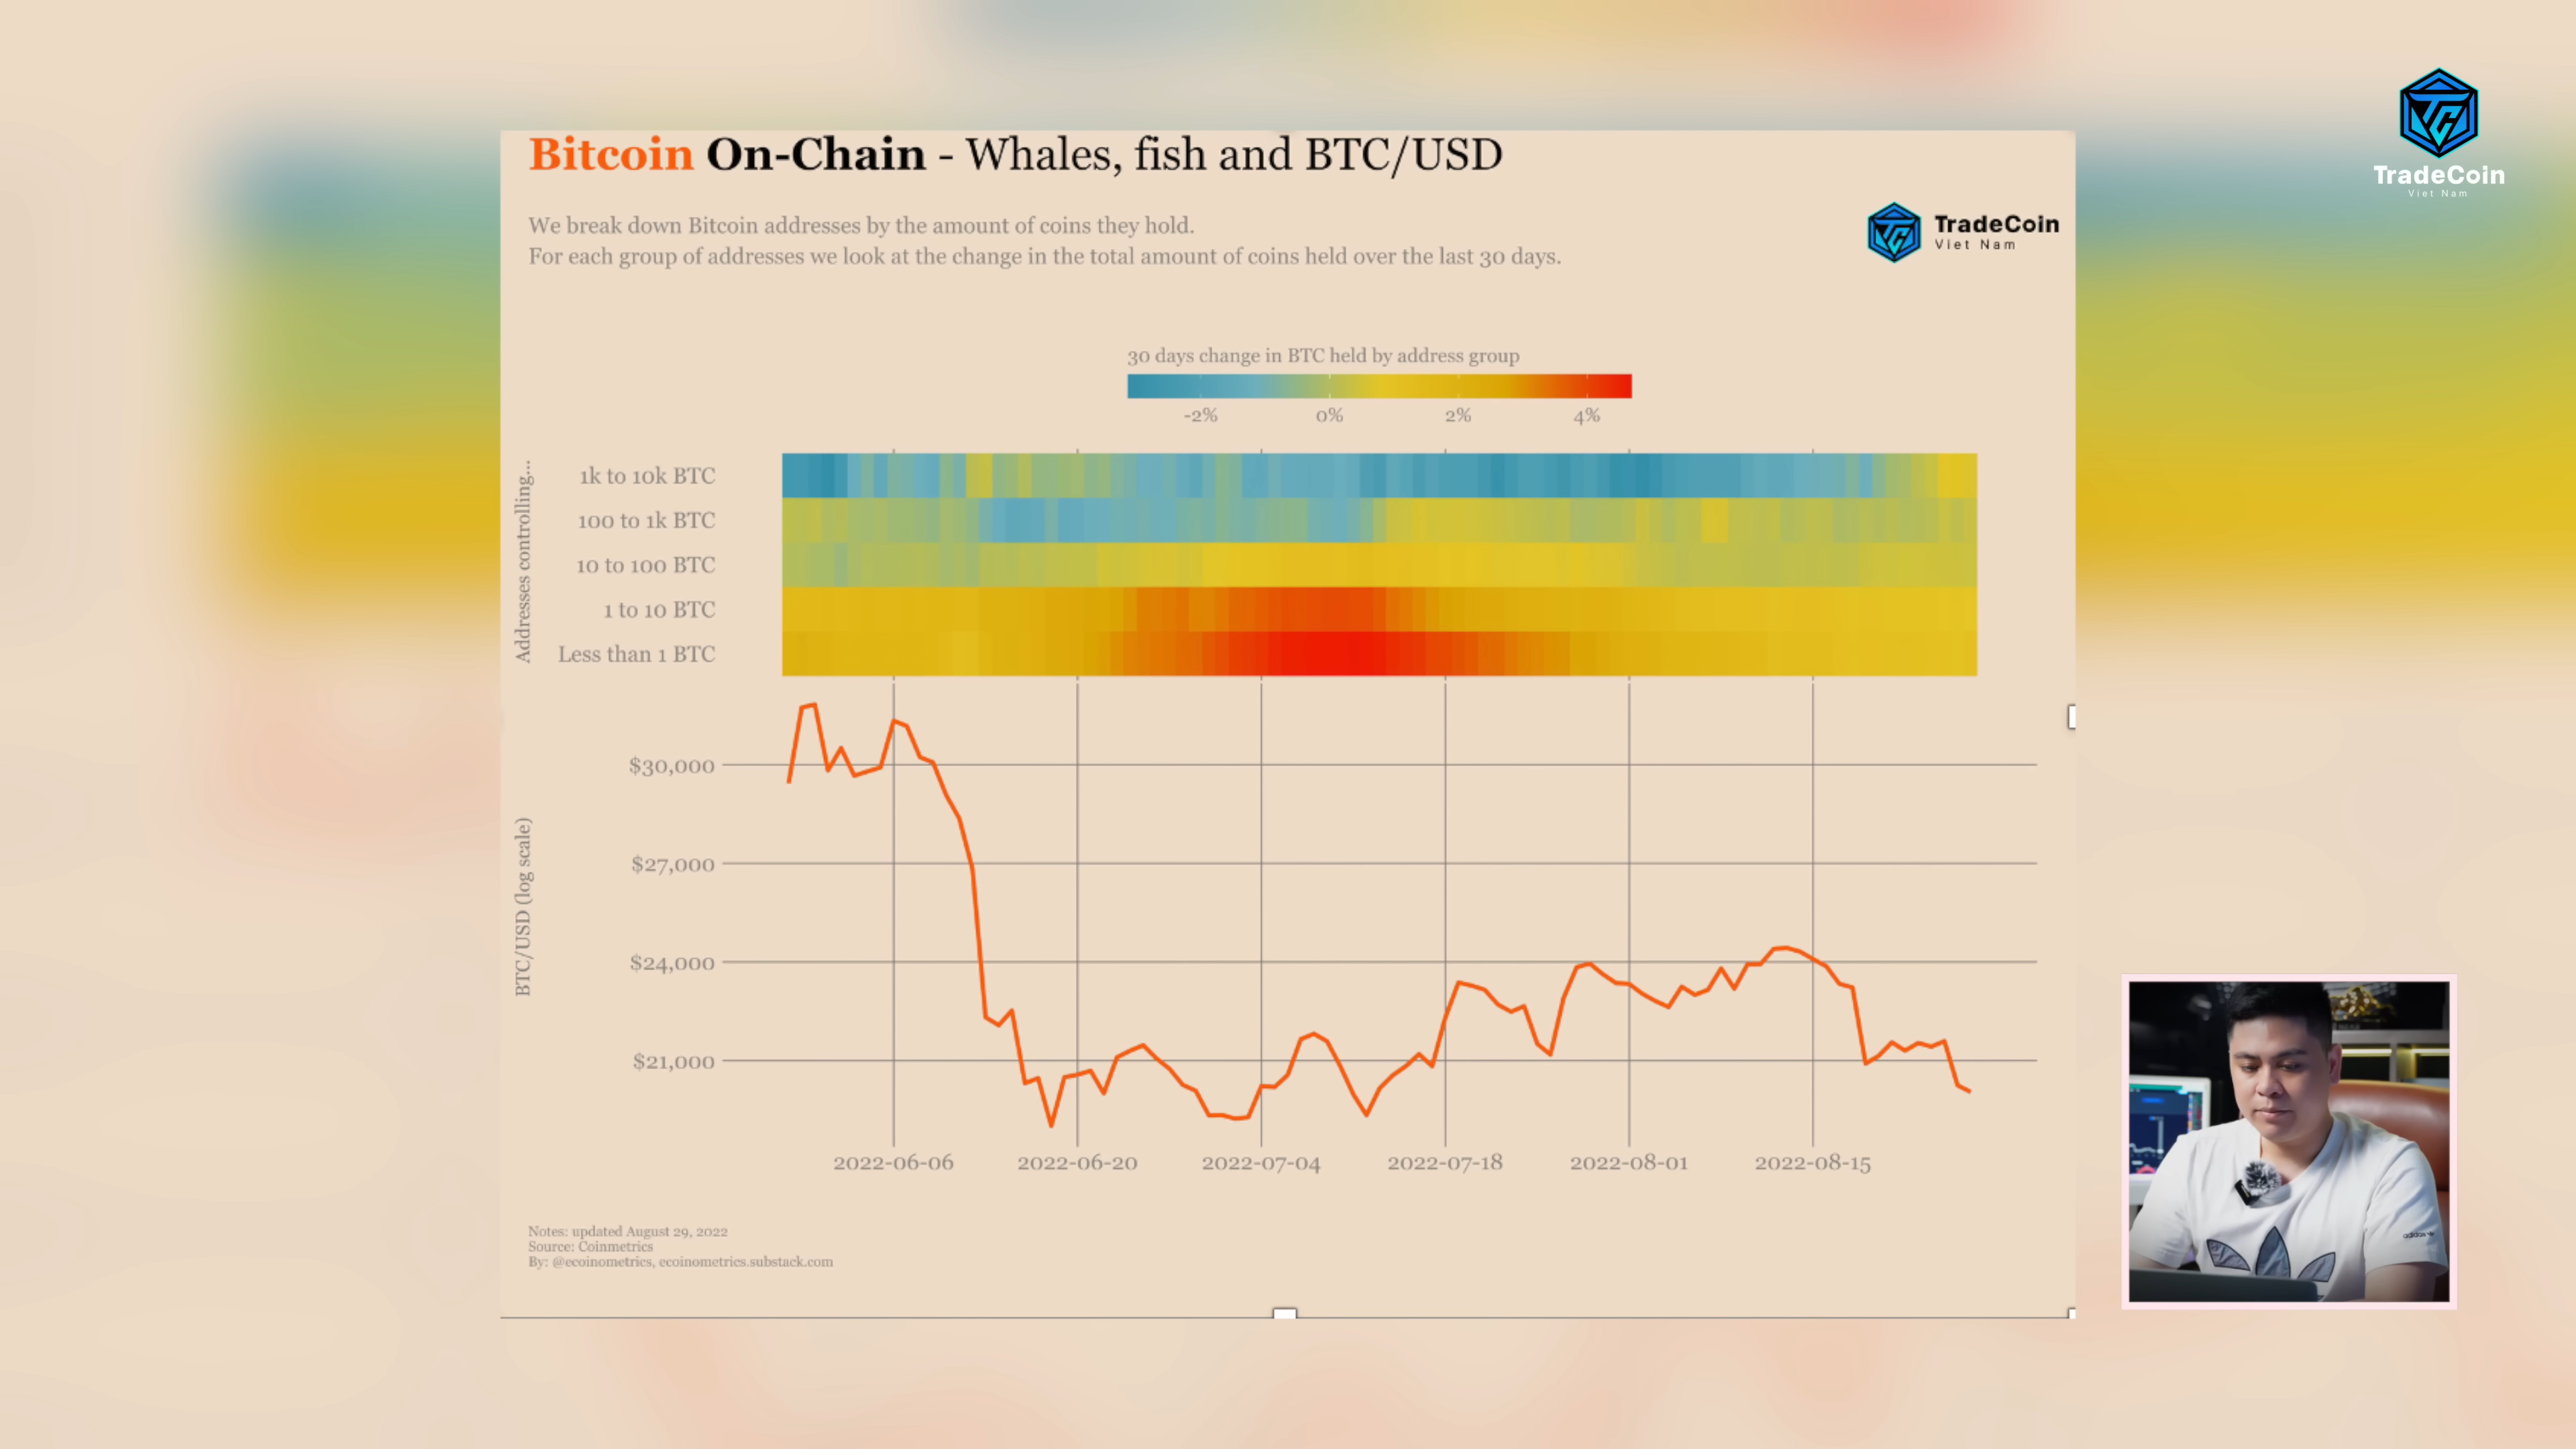 TradeCoin
Viet Nam
Bitcoin On-Chain - Whales, fish and BTC/USD
We break down Bitcoin addresses by the amount of coins they hold.
For each group of addresses we look at the change in the total amount of coins held over the last 30 days.
TradeCoin
Viet Nam
30 days change in BTC held by address group
-2% 0% 2% 4%
Addresses controlling...
1k to 10k BTC
100 to 1k BTC
10 to 100 BTC
1 to 10 BTC
Less than 1 BTC
BTC/USD (log scale)
$30,000
$27,000
$24,000
$21,000
2022-06-06 2022-06-20 2022-07-04 2022-07-18 2022-08-01 2022-08-15
Notes: updated August 29, 2022
Source: Coinmetrics
By: @ecoinometrics, ecoinometrics.substack.com
adidas